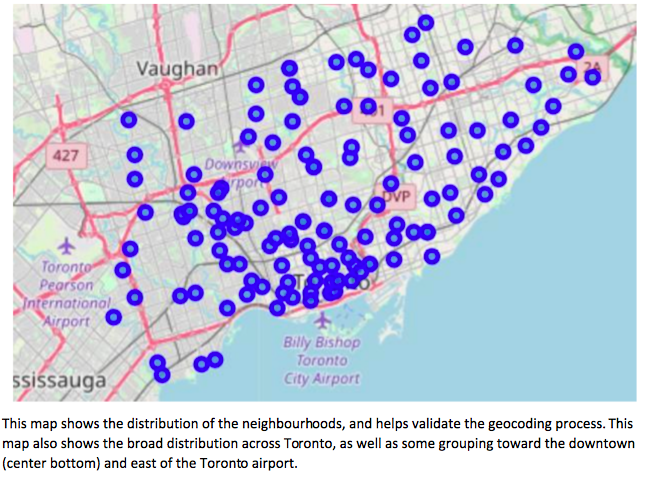 Vaughan
2A
427
Downsview
DVP
Toronto
Pearson
International
Airport
Billy Bishop
Toronto
City Airport
ssissauga
This map shows the distribution of the neighbourhoods, and helps validate the geocoding process. This
map also shows the broad distribution across Toronto, as well as some grouping toward the downtown
(center bottom) and east of the Toronto airport.